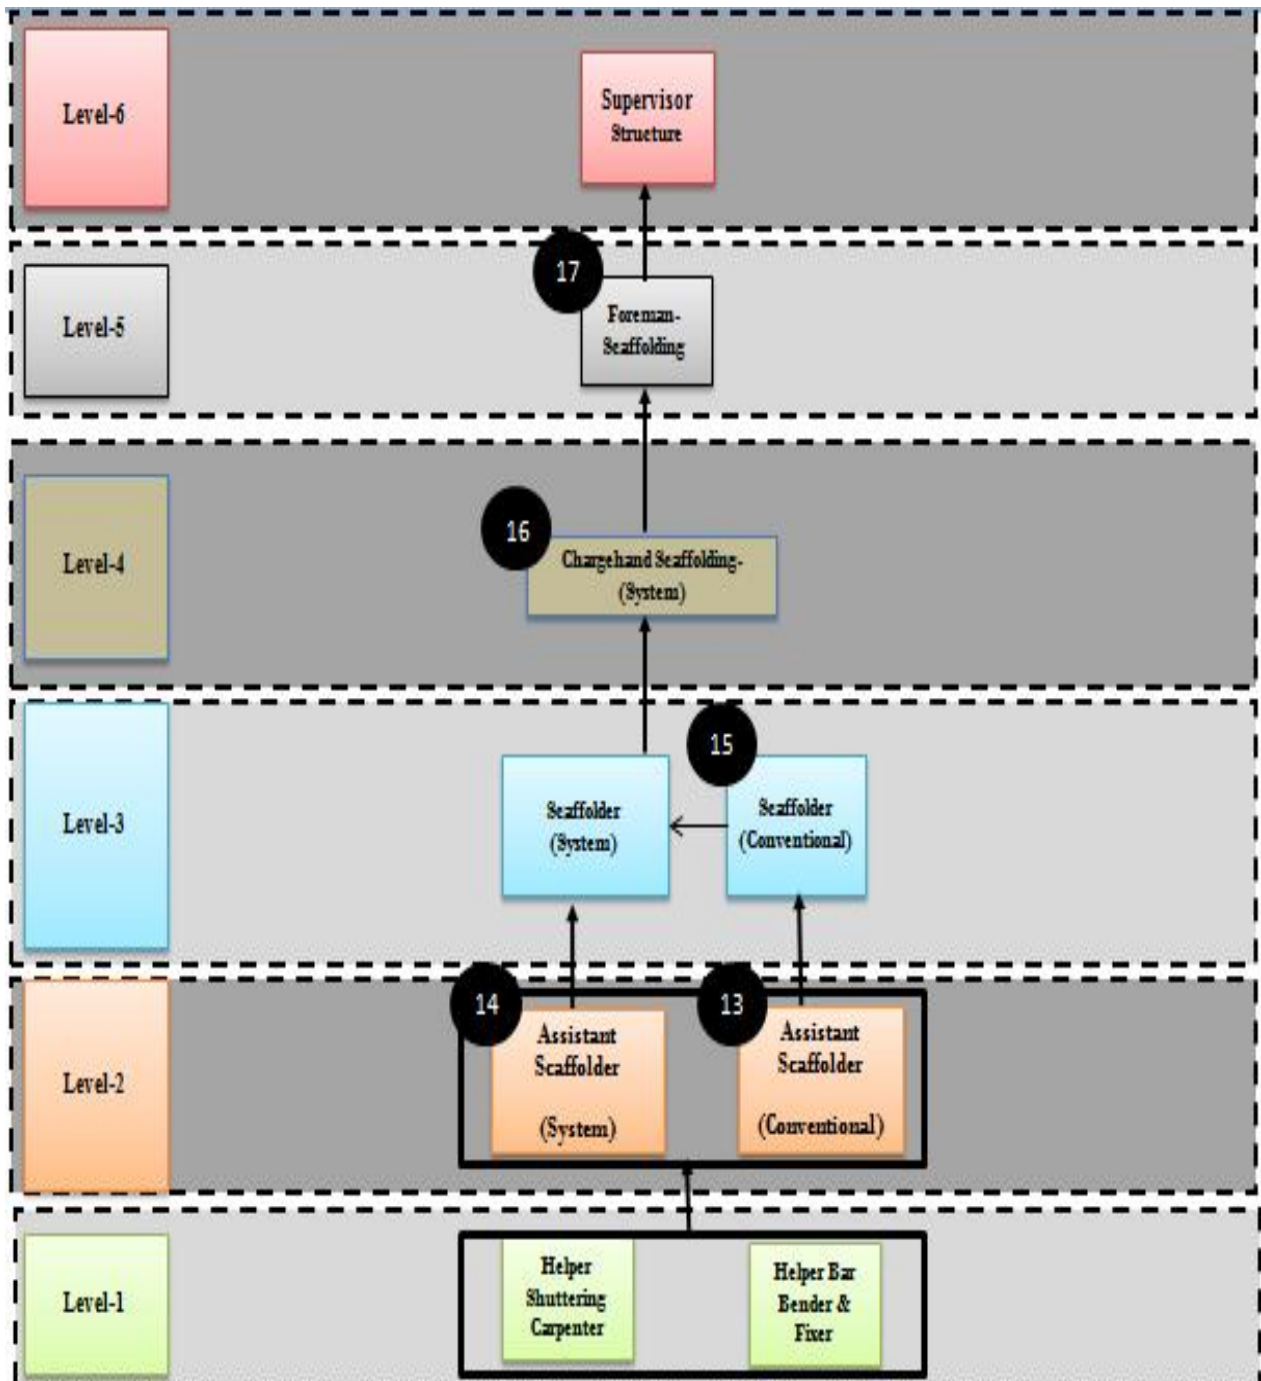 Level-6
Supervisor
Structure
17
Level-5
Foreman-
Scaffolding
16
Level-4
Chargehand Scaffolding-
(System)
15
Level-3
Scaffolder
(System)
Scaffolder
(Conventional)
14
13
Level-2
Assistant
Scaffolder
(System)
Assistant
Scaffolder
(Conventional)
Level-1
Helper
Shuttering
Carpenter
Helper Bar
Bender &
Fixer